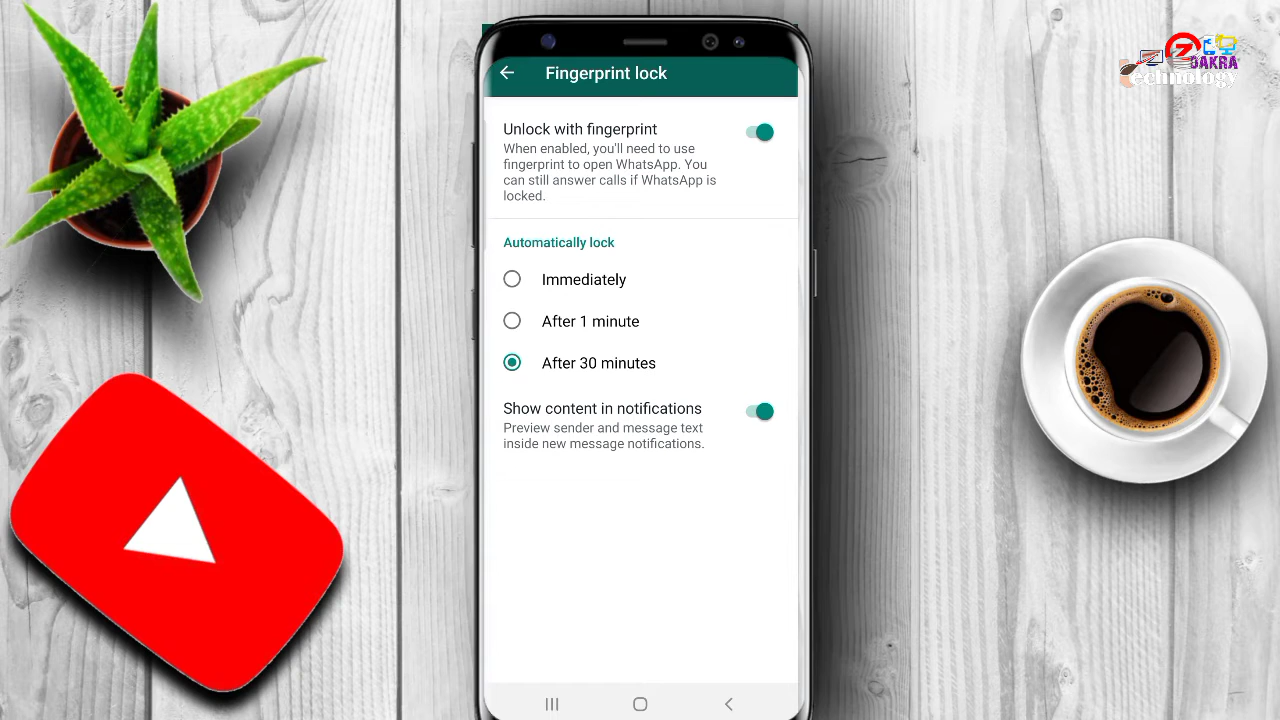 Fingerprint lock
Unlock with fingerprint
When enabled, you'll need to use
fingerprint to open WhatsApp. You
can still answer calls if WhatsApp is
locked.
Automatically lock
Immediately
After 1 minute
After 30 minutes
Show content in notifications
Preview sender and message text
inside new message notifications.
DAKRA
Technology